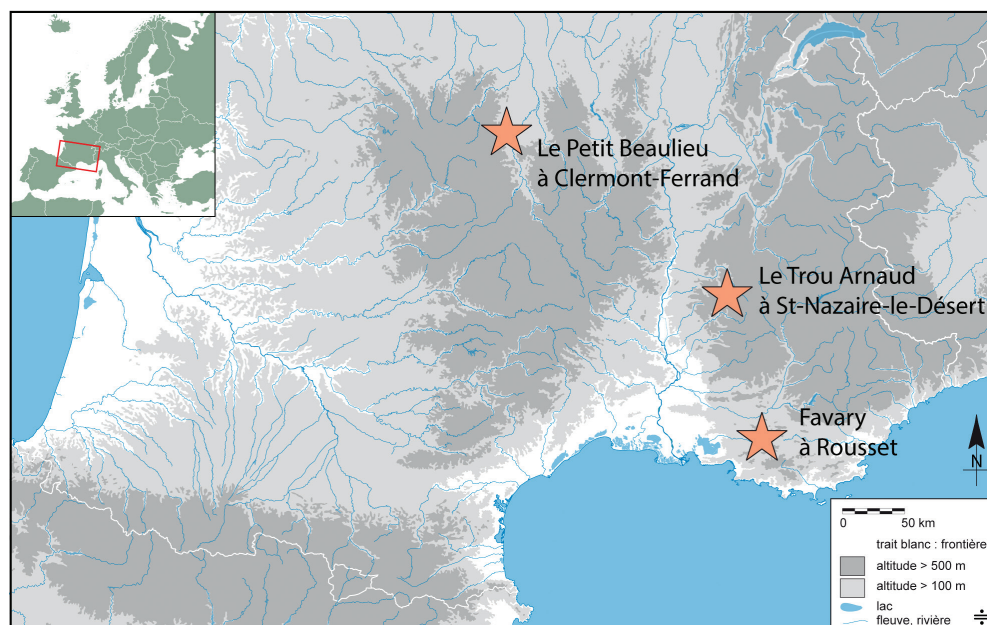 Le Petit Beaulieu
à Clermont-Ferrand
Le Trou Arnaud
à St-Nazaire-le-Désert
Favary
à Rousset
N
0 50 km
trait blanc : frontière
altitude > 500 m
altitude > 100 m
lac
fleuve, rivière